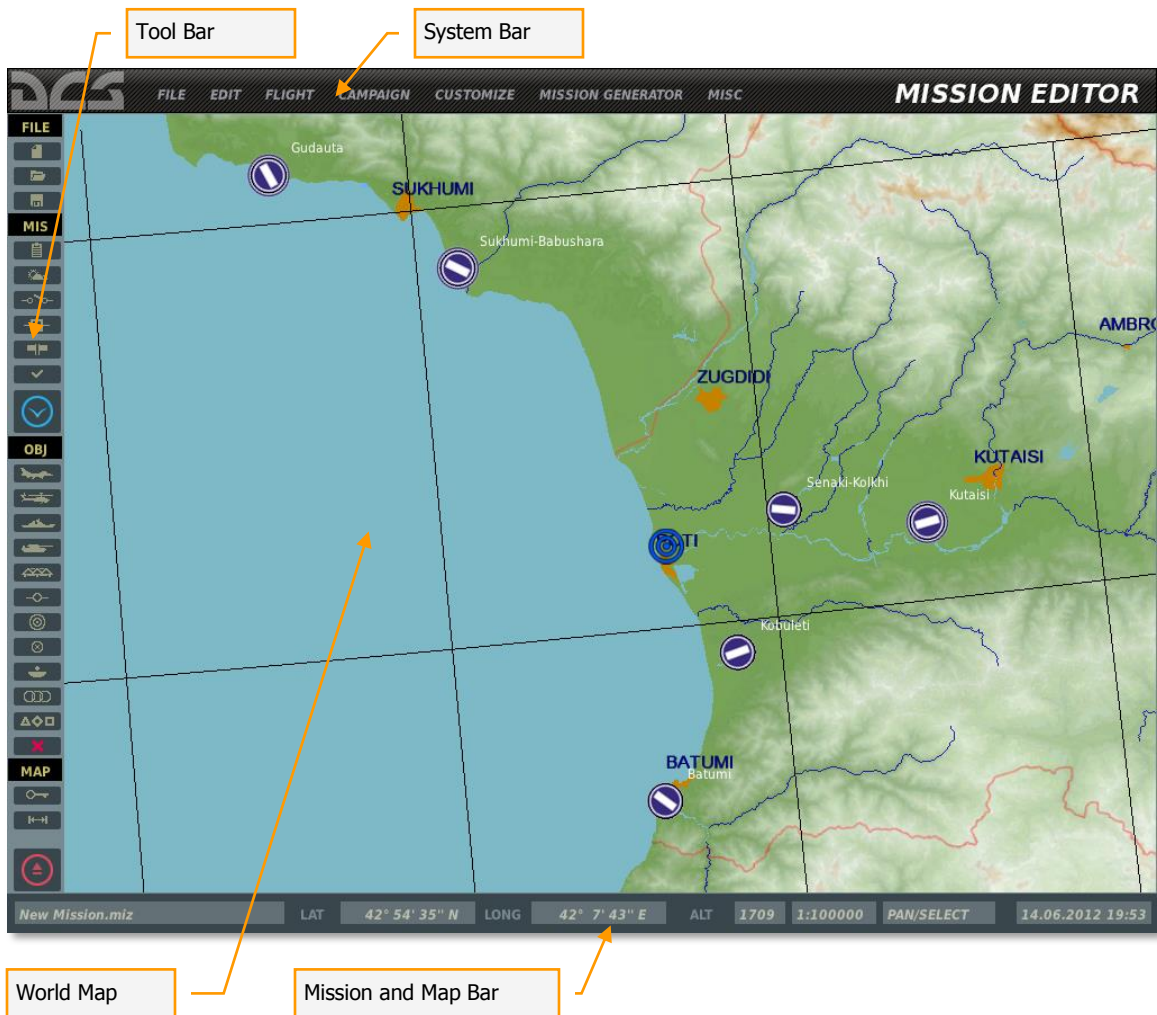 Tool Bar
System Bar
DCS FILE EDIT FLIGHT CAMPAIGN CUSTOMIZE MISSION GENERATOR MISC MISSION EDITOR
FILE
MIS
OBJ
MAP
Gudauta
SUKHUMI
Sukhumi-Babushara
ZUGDIDI
KUTAISI
Senaki-Kolkhi
Kutaisi
Kobuleti
BATUMI
Batumi
New Mission.miz LAT 42° 54' 35" N LONG 42° 7' 43" E ALT 1709 1:100000 PAN/SELECT 14.06.2012 19:53
World Map
Mission and Map Bar